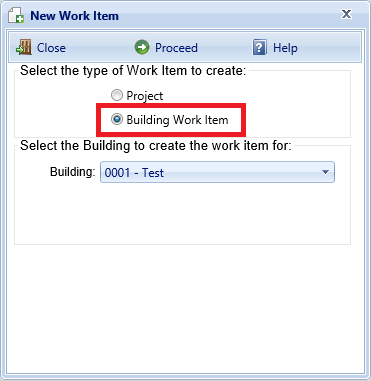 New Work Item
Close Proceed Help
Select the type of Work Item to create:
Project
Building Work Item
Select the Building to create the work item for:
Building: 0001 - Test